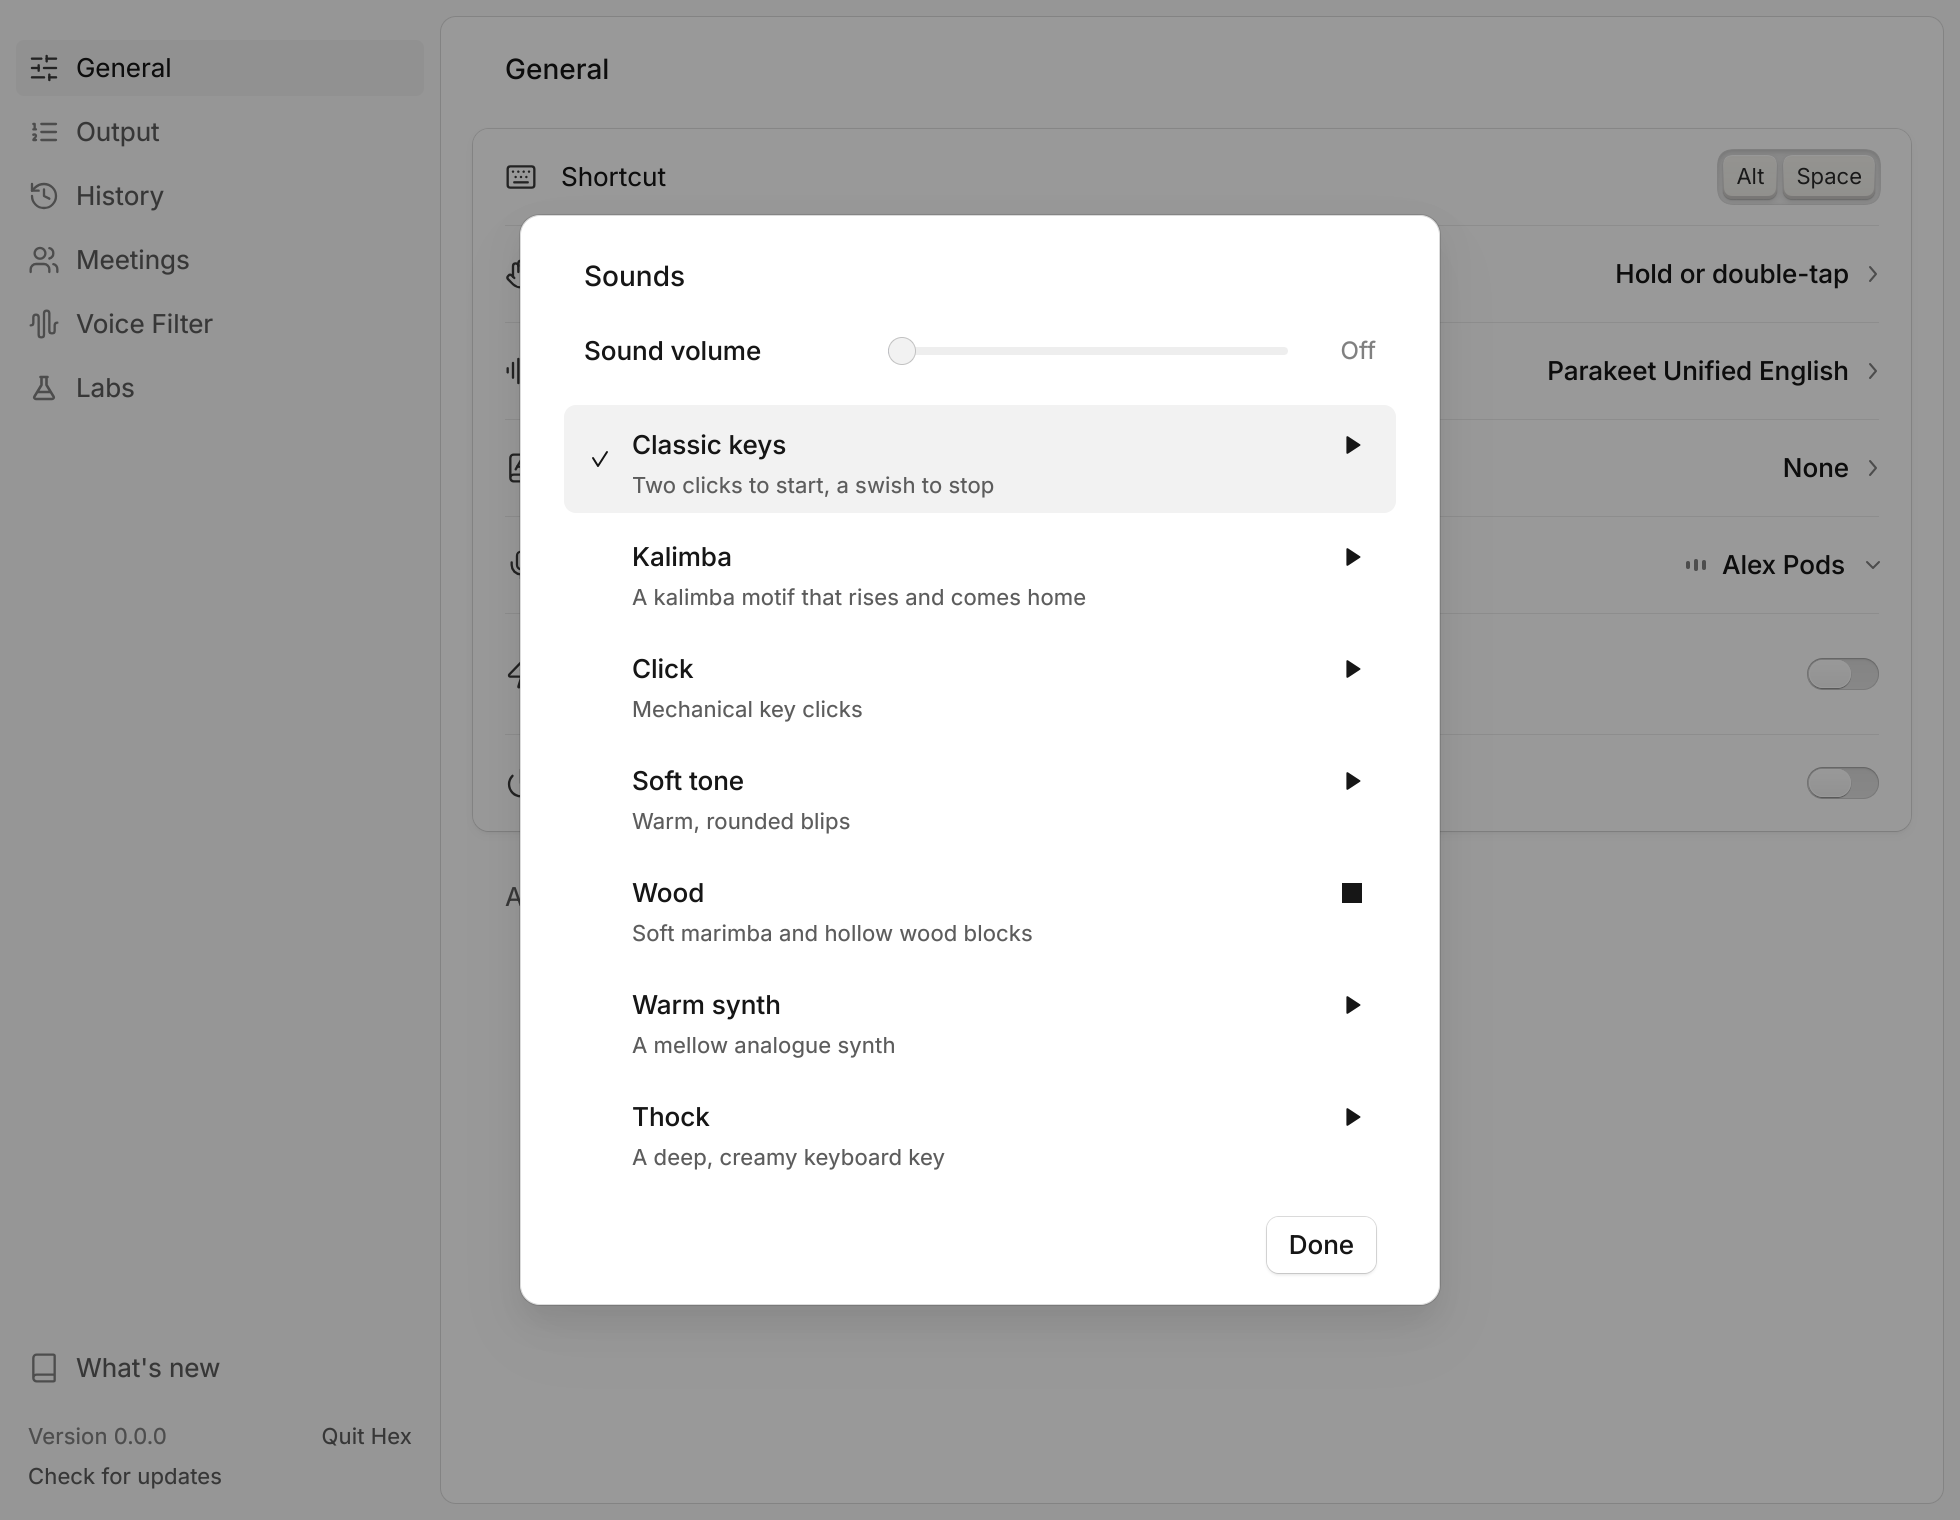 General
Output
History
Meetings
Voice Filter
Labs
What's new
Version 0.0.0
Quit Hex
Check for updates
General
Shortcut
Alt
Space
Hold or double-tap
Parakeet Unified English
None
Alex Pods
Sounds
Sound volume
Off
Classic keys
Two clicks to start, a swish to stop
Kalimba
A kalimba motif that rises and comes home
Click
Mechanical key clicks
Soft tone
Warm, rounded blips
Wood
Soft marimba and hollow wood blocks
Warm synth
A mellow analogue synth
Thock
A deep, creamy keyboard key
Done